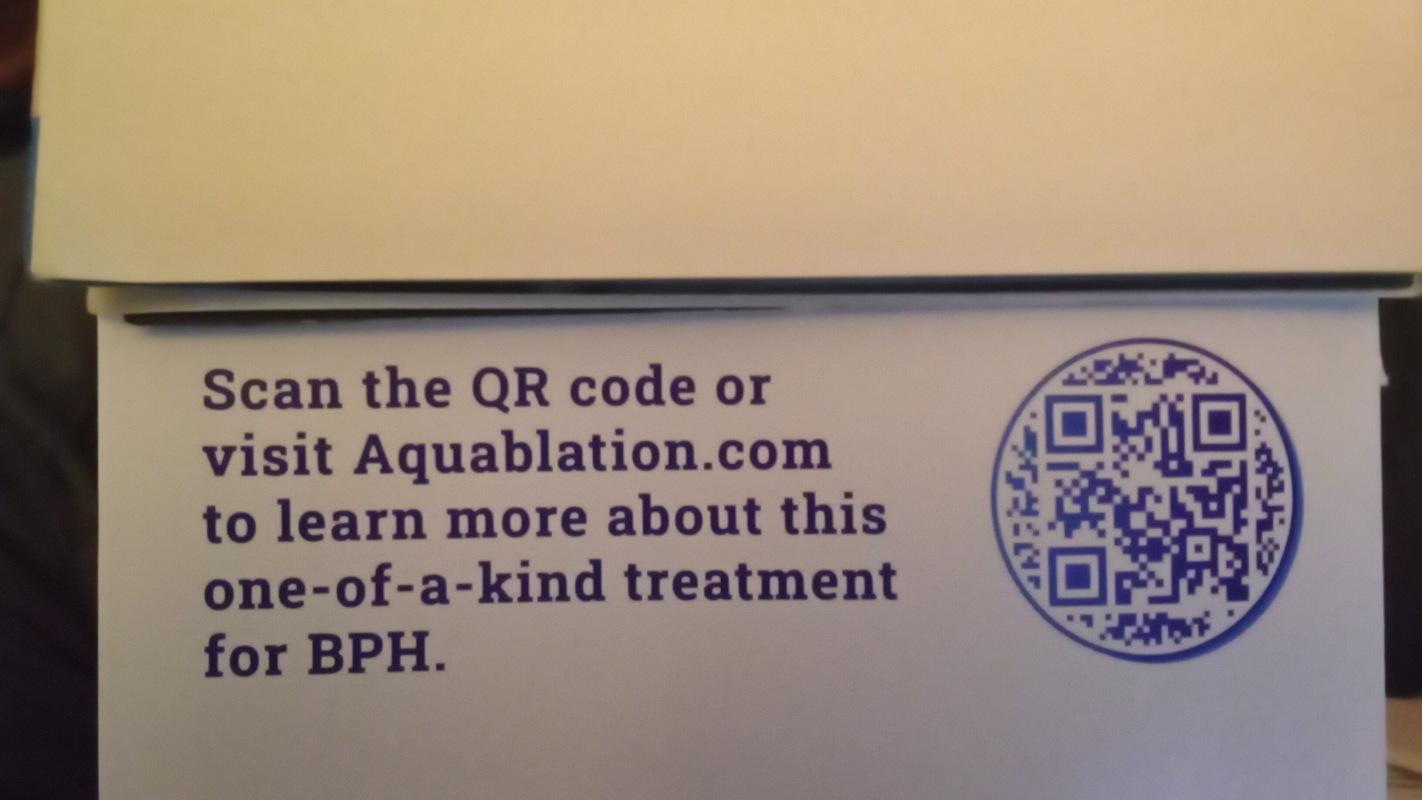 Scan the QR code or
visit Aquablation.com
to learn more about this
one-of-a-kind treatment
for BPH.